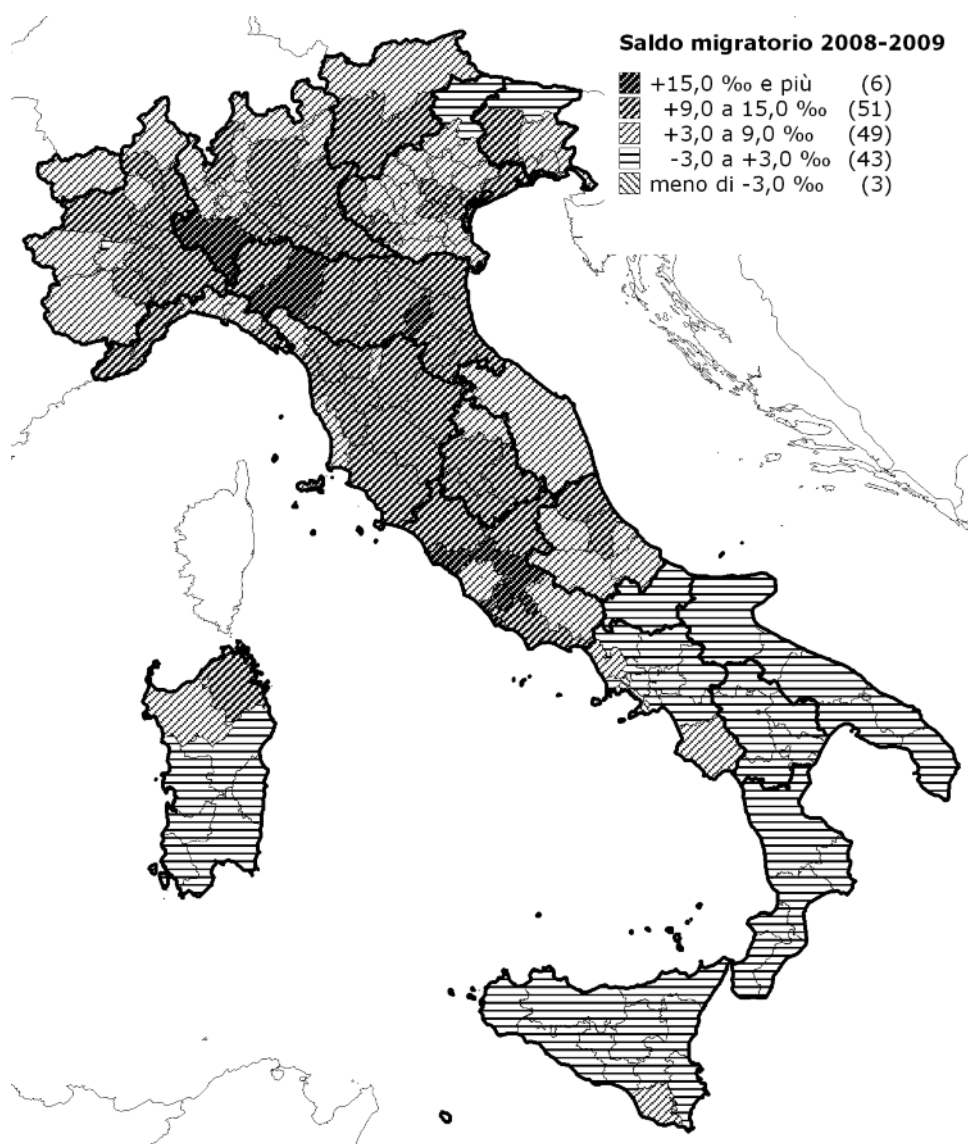 Saldo migratorio 2008-2009
+15,0 ‰ e più (6)
+9,0 a 15,0 ‰ (51)
+3,0 a 9,0 ‰ (49)
-3,0 a +3,0 ‰ (43)
meno di -3,0 ‰ (3)